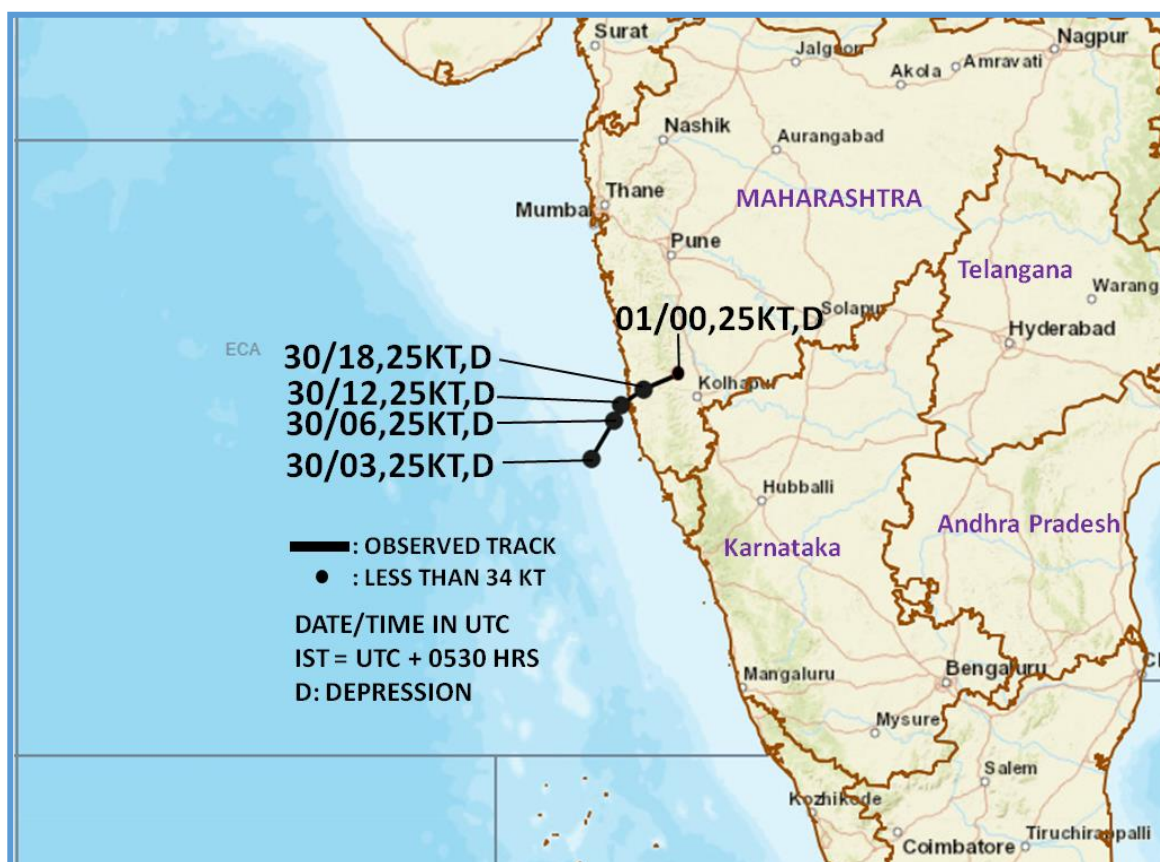 Surat
Nagpur
Jalgaon
Amravati
Akola
Nashik
Aurangabad
Thane
MAHARASHTRA
Mumbai
Pune
Telangana
Warang
Solapur
01/00,25KT,D
Hyderabad
ECA
30/18,25KT,D
Kolhapur
30/12,25KT,D
30/06,25KT,D
30/03,25KT,D
Hubballi
Andhra Pradesh
Karnataka
: OBSERVED TRACK
: LESS THAN 34 KT
DATE/TIME IN UTC
IST = UTC + 0530 HRS
D: DEPRESSION
Bengaluru
Mangaluru
Mysure
Salem
Kozhikode
Tiruchirappalli
Coimbatore